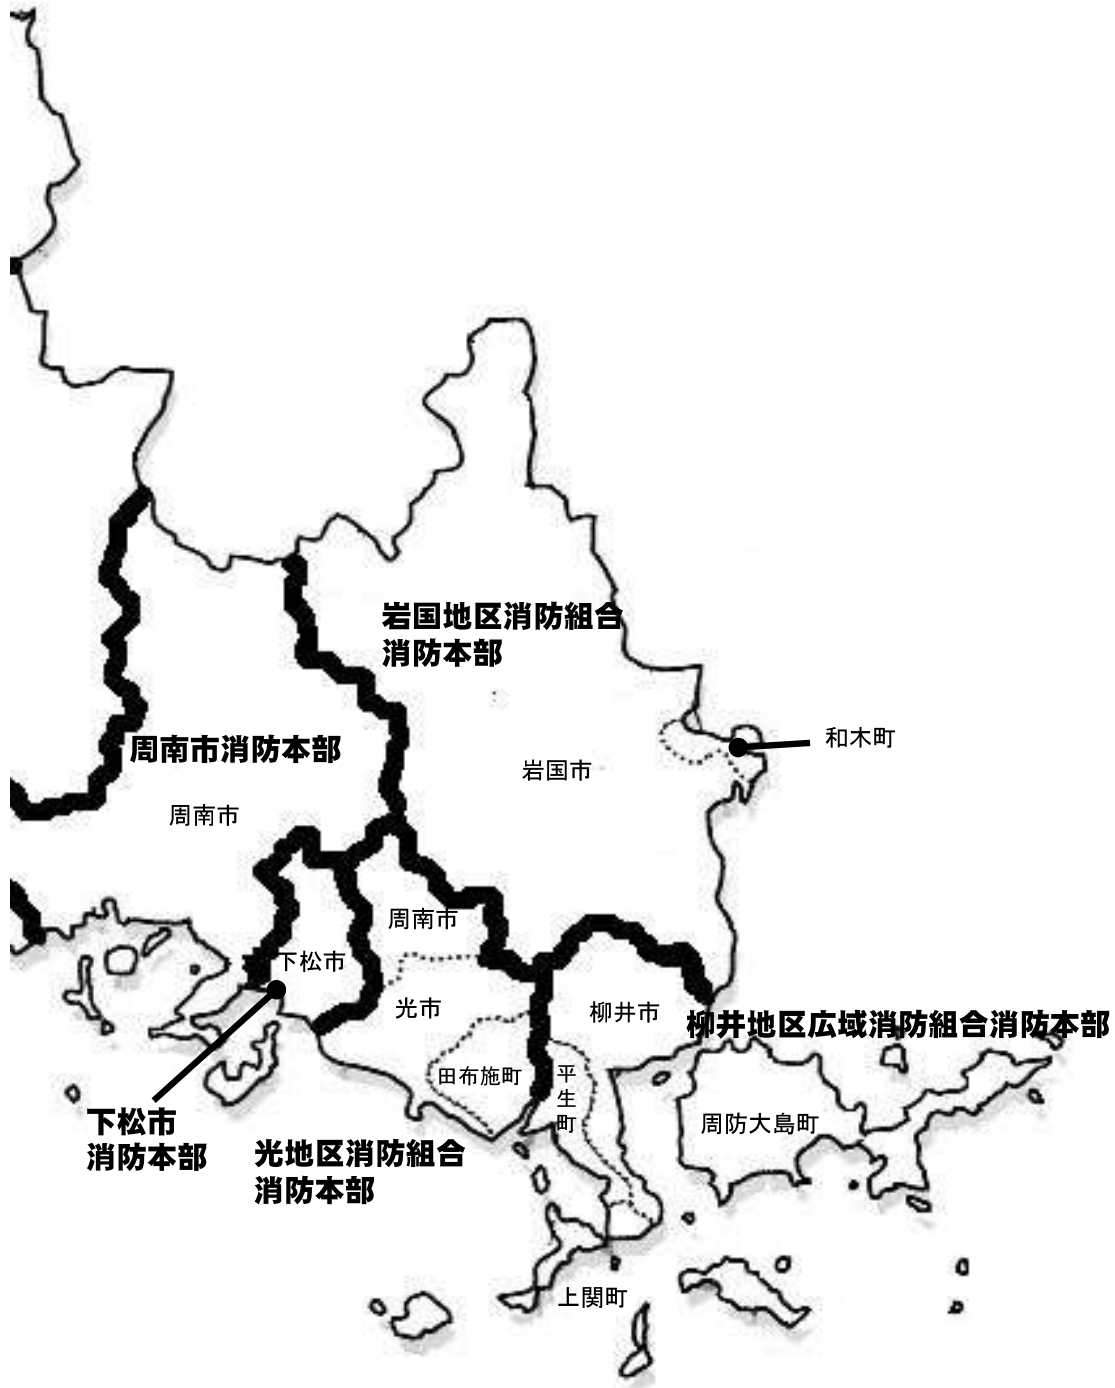 岩国地区消防組合
消防本部
周南市消防本部
和木町
岩国市
周南市
周南市
下松市
光市
柳井市
柳井地区広域消防組合消防本部
田布施町
平生町
周防大島町
下松市
消防本部
光地区消防組合
消防本部
上関町